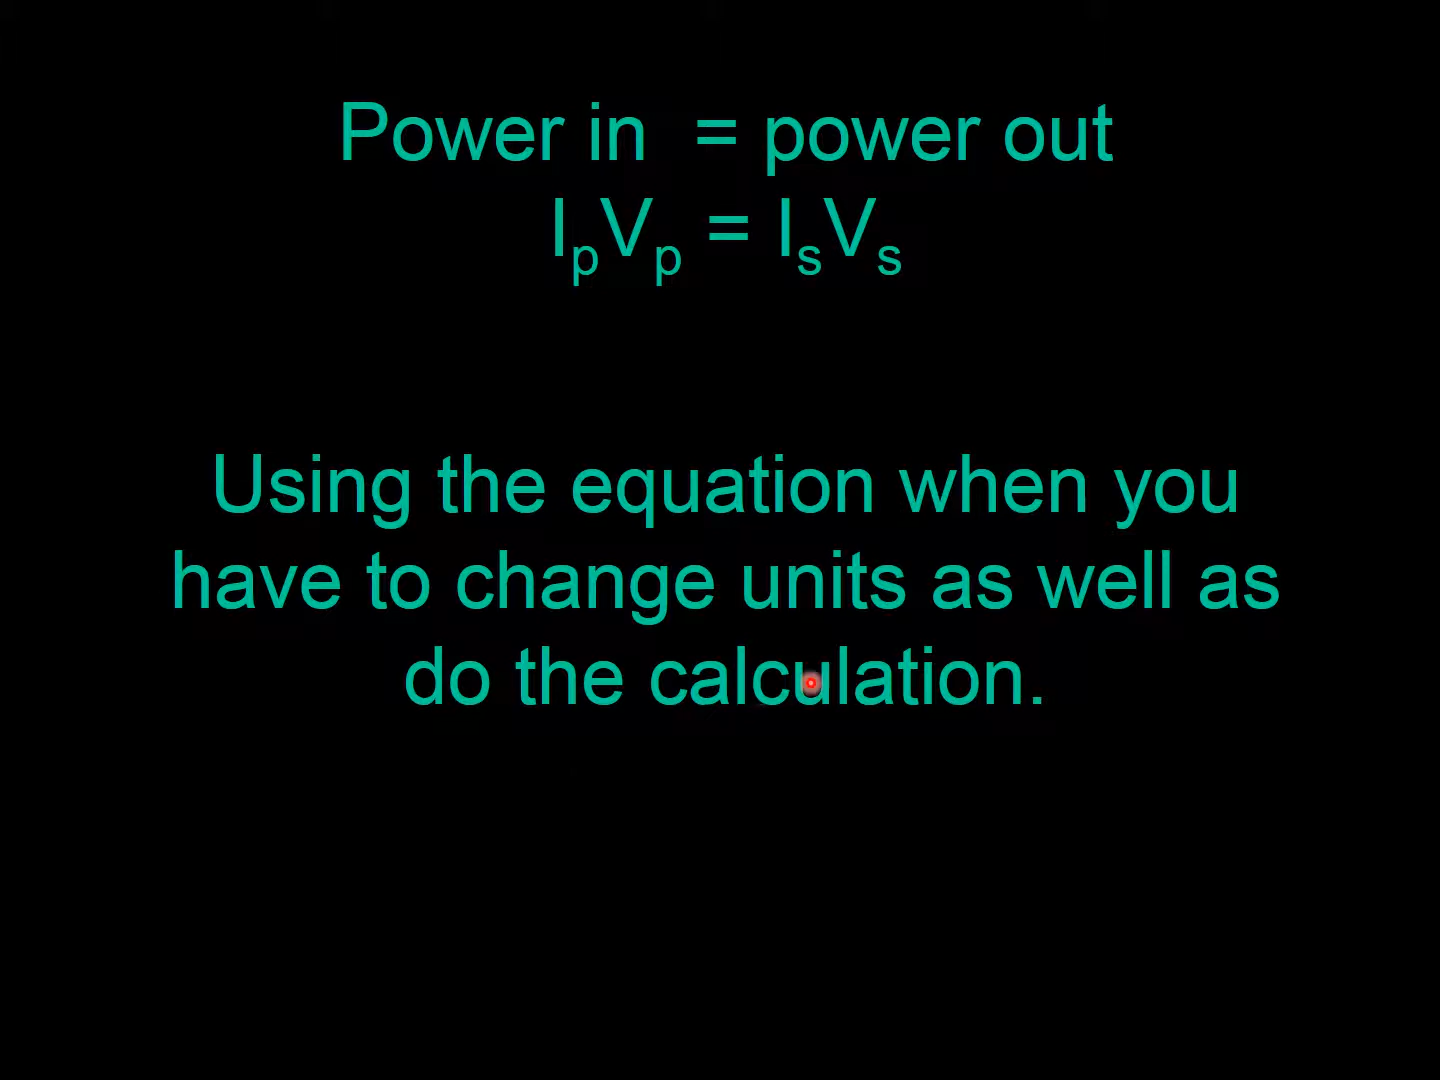 Power in  = power out
IₚVₚ = IₛVₛ
Using the equation when you
have to change units as well as
do the calculation.